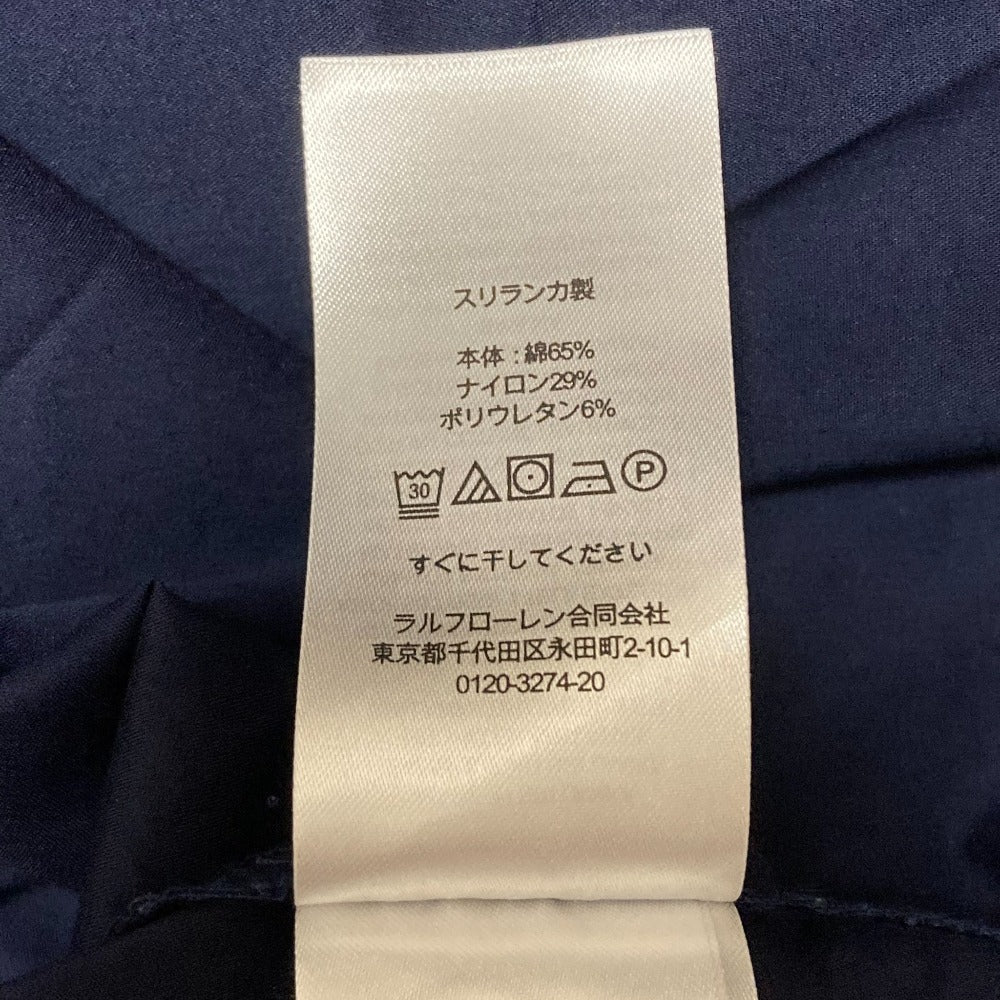 スリランカ製
本体 : 綿65%
ナイロン29%
ポリウレタン6%
30 P
すぐに干してください
ラルフローレン合同会社
東京都千代田区永田町2-10-1
0120-3274-20